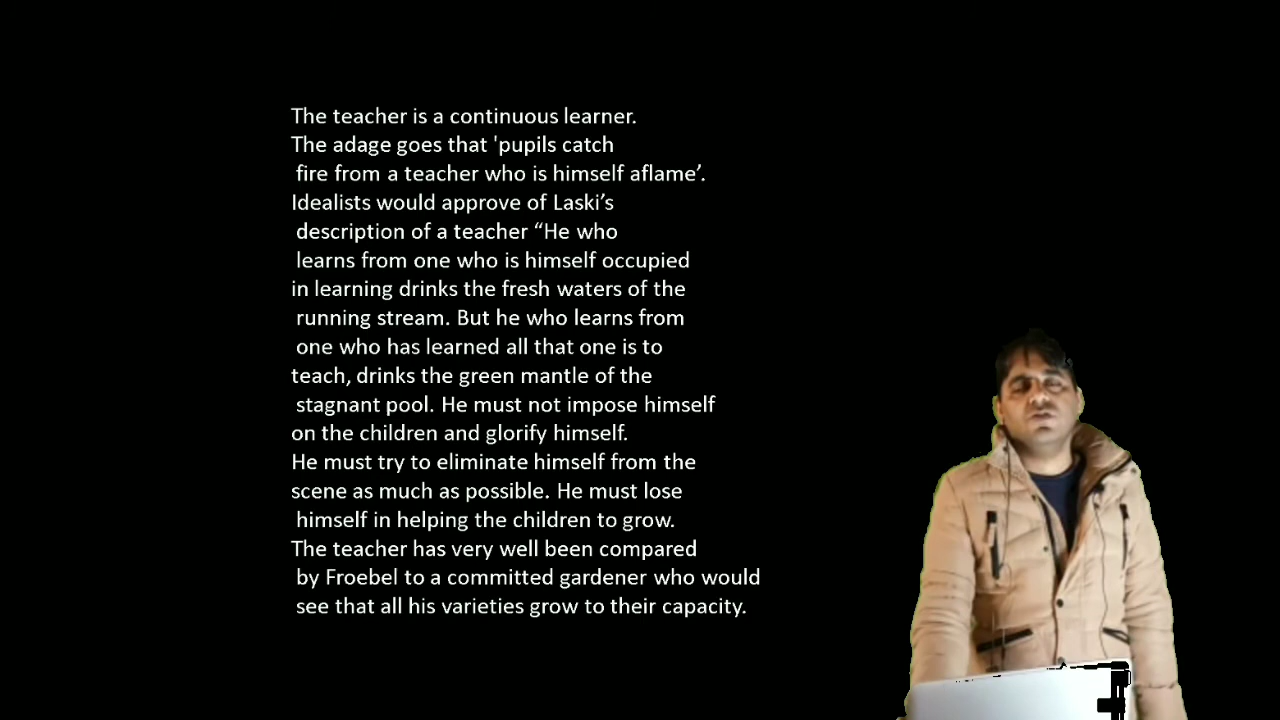 The teacher is a continuous learner.
The adage goes that 'pupils catch
fire from a teacher who is himself aflame’.
Idealists would approve of Laski’s
description of a teacher “He who
learns from one who is himself occupied
in learning drinks the fresh waters of the
running stream. But he who learns from
one who has learned all that one is to
teach, drinks the green mantle of the
stagnant pool. He must not impose himself
on the children and glorify himself.
He must try to eliminate himself from the
scene as much as possible. He must lose
himself in helping the children to grow.
The teacher has very well been compared
by Froebel to a committed gardener who would
see that all his varieties grow to their capacity.